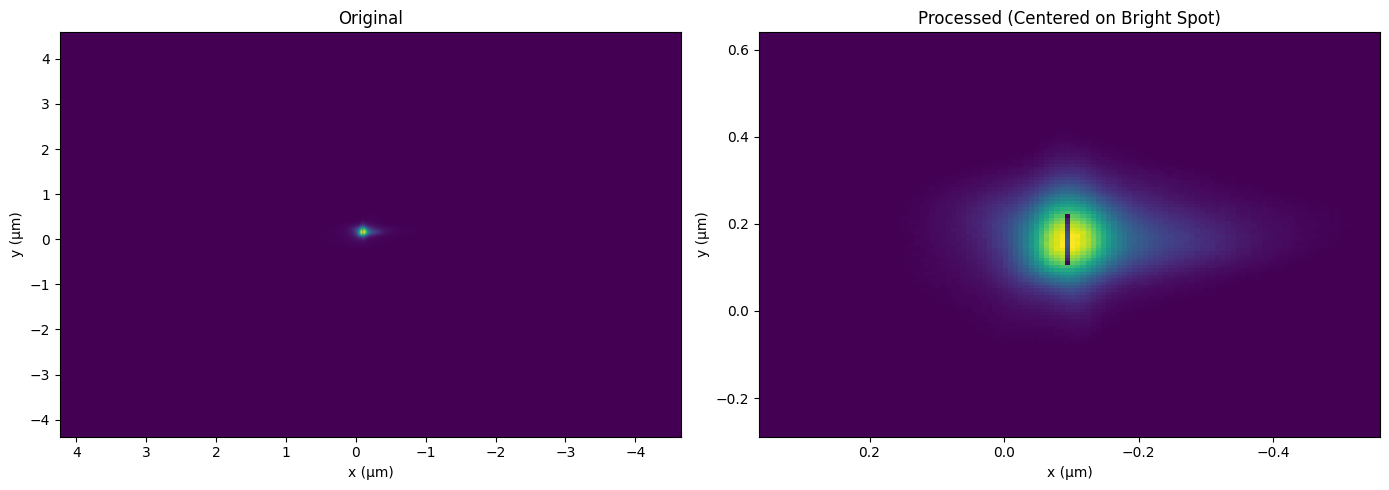 Original
y (μm)
4
3
2
1
0
−1
−2
−3
−4
4 3 2 1 0 −1 −2 −3 −4
x (μm)
Processed (Centered on Bright Spot)
y (μm)
0.6
0.4
0.2
0.0
−0.2
0.2 0.0 −0.2 −0.4
x (μm)